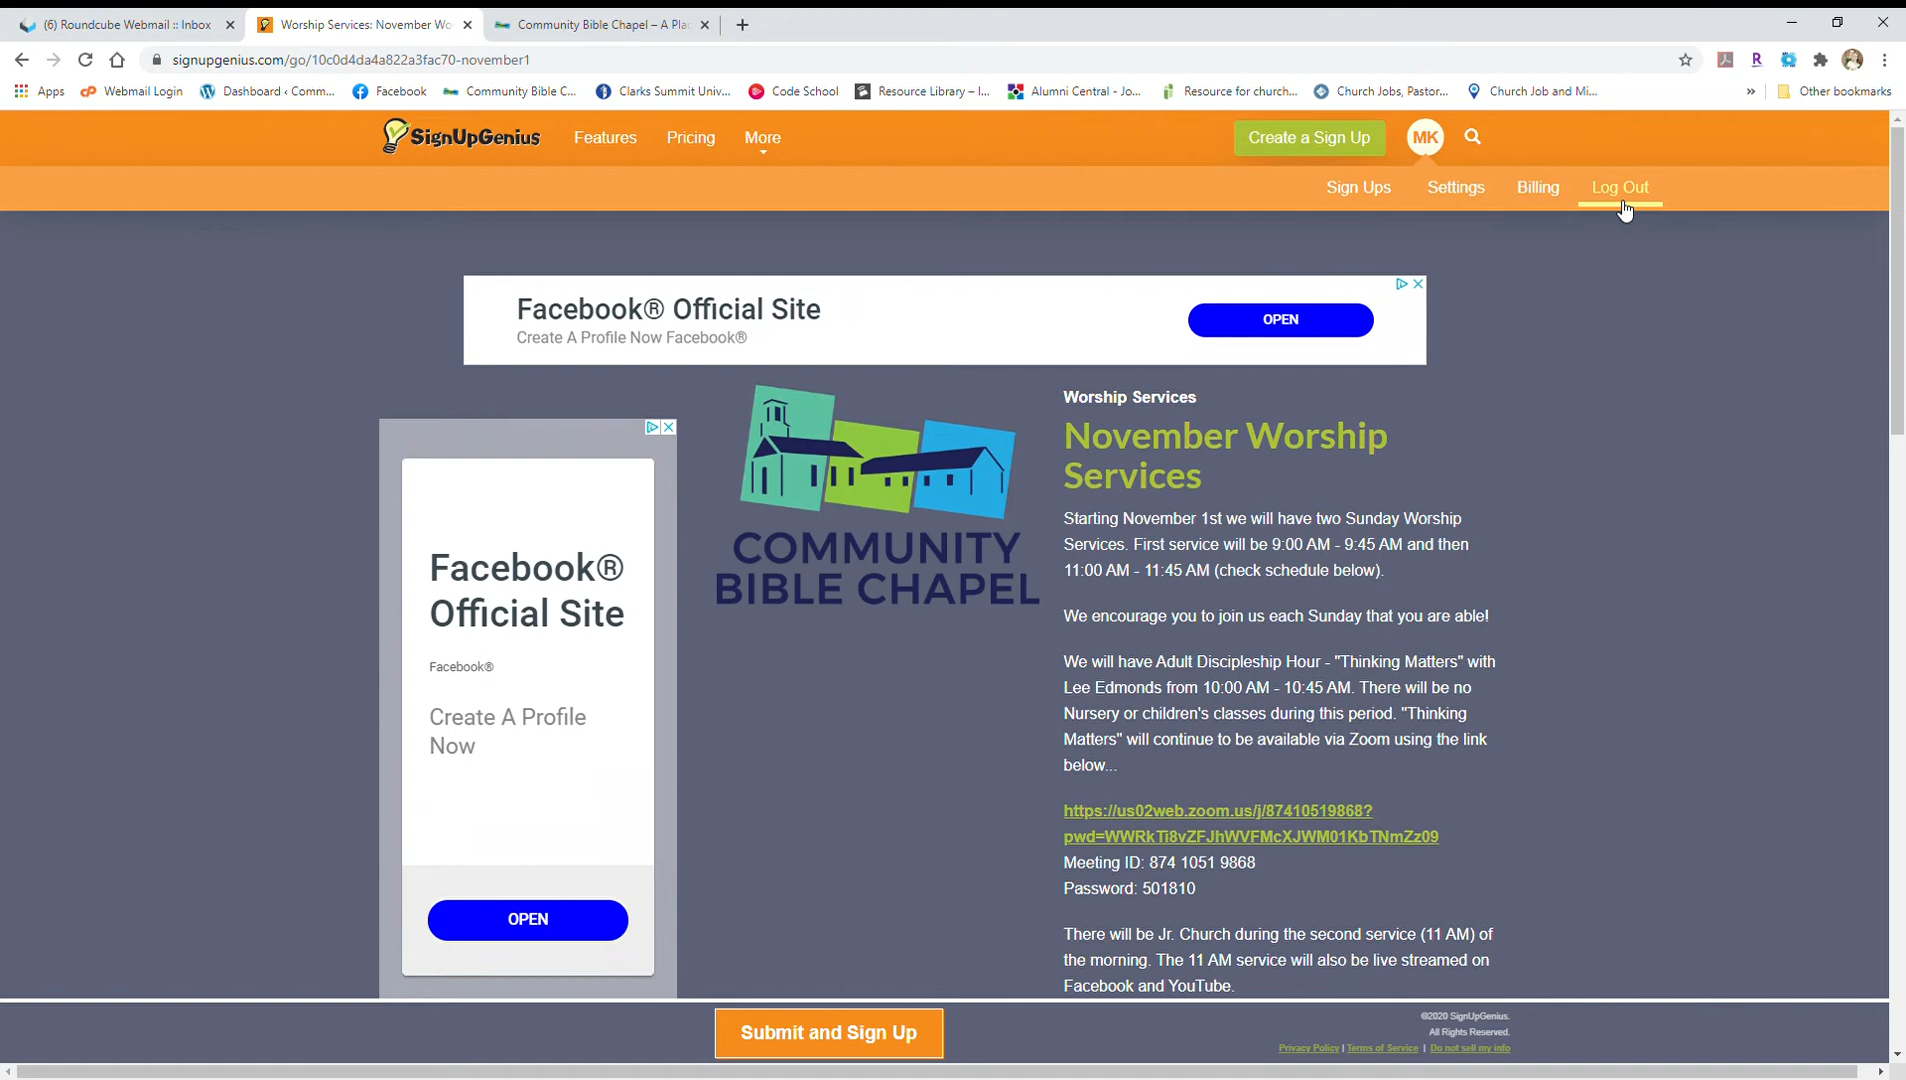 (6) Roundcube Webmail :: Inbox
Worship Services: November Wo
Community Bible Chapel – A Pla
signupgenius.com/go/10c0d4da4a822a3fac70-november1
Apps
Webmail Login
Dashboard ‹ Comm...
Facebook
Community Bible C...
Clarks Summit Univ...
Code School
Resource Library – I...
Alumni Central - Jo...
Resource for church...
Church Jobs, Pastor...
Church Job and Mi...
»
Other bookmarks
SignUpGenius
Features
Pricing
More
Create a Sign Up
MK
Sign Ups
Settings
Billing
Log Out
Facebook® Official Site
Create A Profile Now Facebook®
OPEN
Facebook®
Official Site
Facebook®
Create A Profile
Now
OPEN
COMMUNITY
BIBLE CHAPEL
Worship Services
November Worship
Services
Starting November 1st we will have two Sunday Worship
Services. First service will be 9:00 AM - 9:45 AM and then
11:00 AM - 11:45 AM (check schedule below).
We encourage you to join us each Sunday that you are able!
We will have Adult Discipleship Hour - "Thinking Matters" with
Lee Edmonds from 10:00 AM - 10:45 AM. There will be no
Nursery or children's classes during this period. "Thinking
Matters" will continue to be available via Zoom using the link
below...
https://us02web.zoom.us/j/87410519868?
pwd=WWRkTi8vZFJhWVFMcXJWM01KbTNmZz09
Meeting ID: 874 1051 9868
Password: 501810
There will be Jr. Church during the second service (11 AM) of
the morning. The 11 AM service will also be live streamed on
Facebook and YouTube.
Submit and Sign Up
©2020 SignUpGenius.
All Rights Reserved.
Privacy Policy | Terms of Service | Do not sell my info